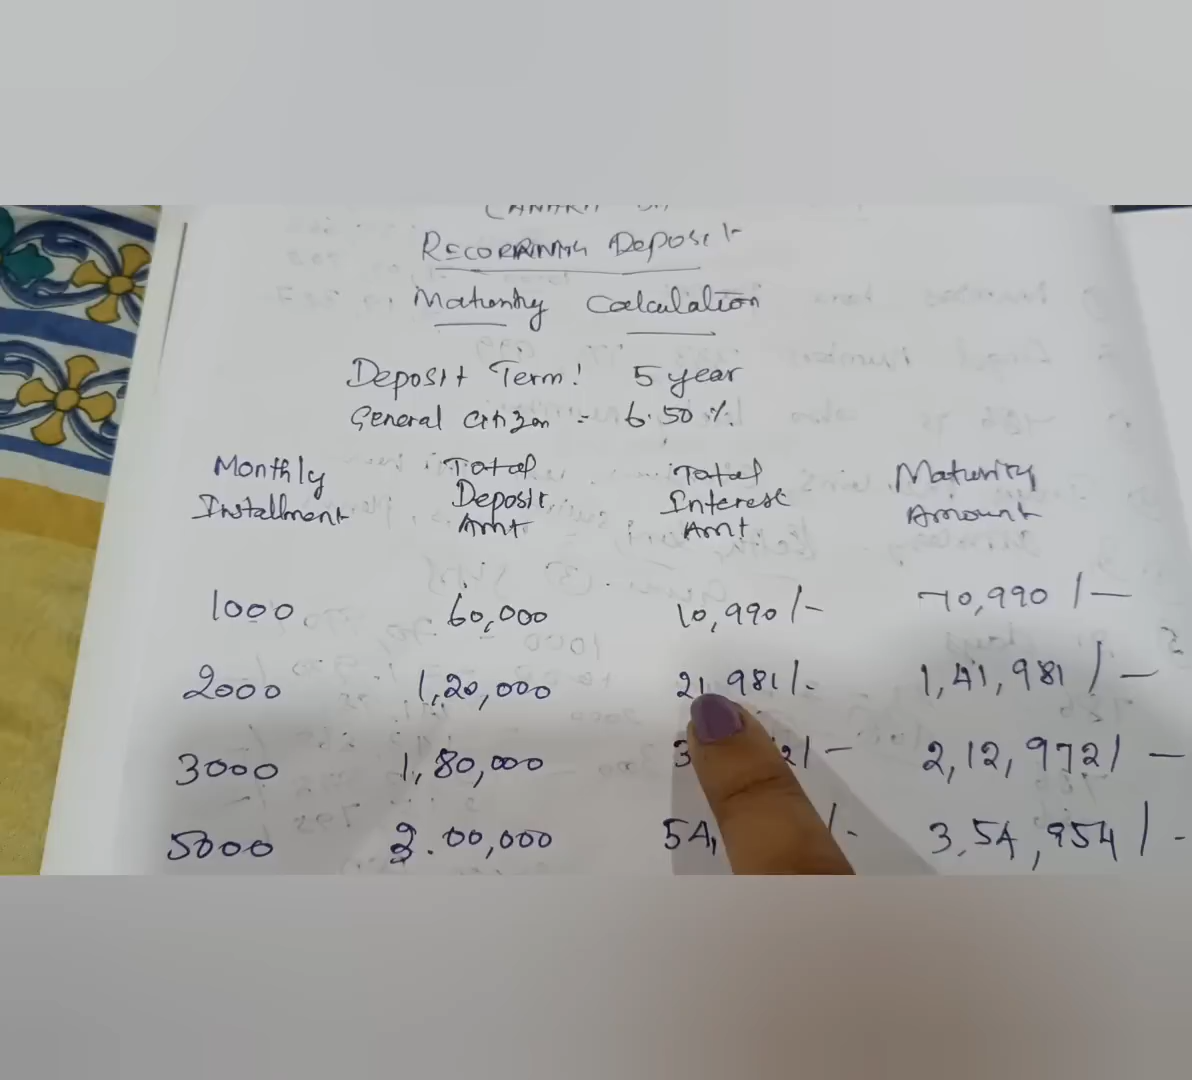 Recorrning Deposit
Maturity Calculation
Deposit Term: 5 year
General Citizen - 6.50 %.
Monthly Installment Total Deposit Amt Total Interest Amt Maturity Amount
1000 60,000 10,990/- 70,990/-
2000 1,20,000 21,981/- 1,41,981/-
3000 1,80,000 2,12,972/-
5000 3.00,000 54, /- 3,54,954/-